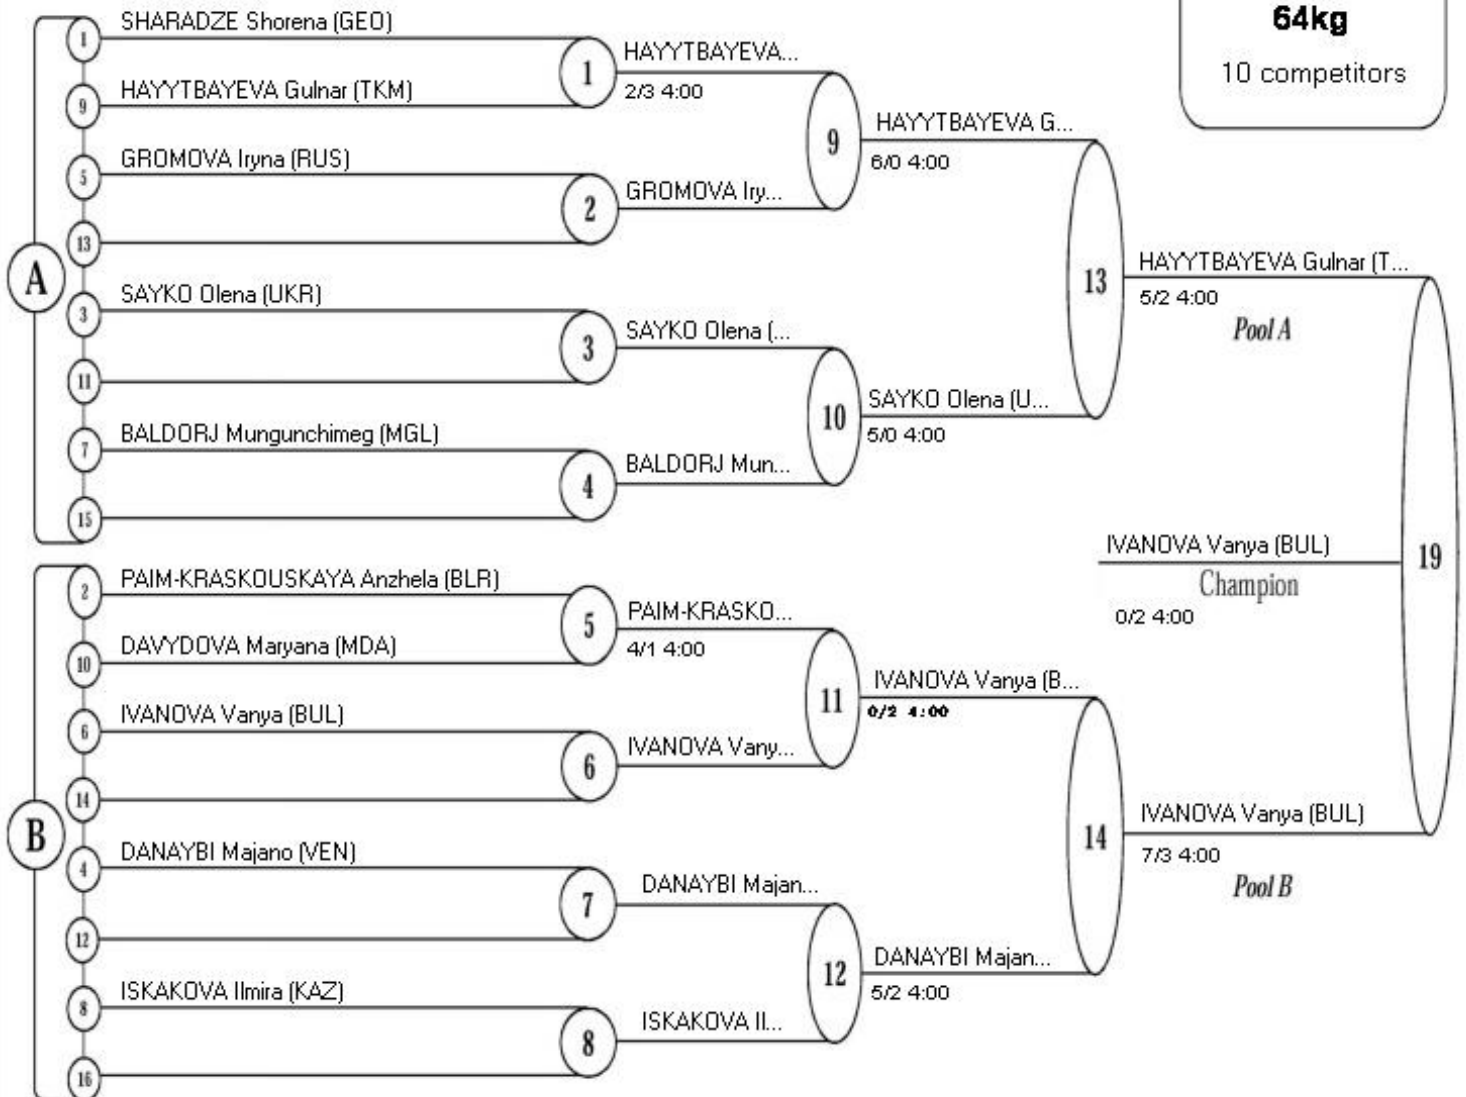 64kg
10 competitors
A
1
SHARADZE Shorena (GEO)
9
HAYYTBAYEVA Gulnar (TKM)
5
GROMOVA Iryna (RUS)
13
3
SAYKO Olena (UKR)
11
7
BALDORJ Mungunchimeg (MGL)
15
B
2
PAIM-KRASKOUSKAYA Anzhela (BLR)
10
DAVYDOVA Maryana (MDA)
6
IVANOVA Vanya (BUL)
14
4
DANAYBI Majano (VEN)
12
8
ISKAKOVA Ilmira (KAZ)
16
1
HAYYTBAYEVA...
2/3 4:00
2
GROMOVA Iry...
3
SAYKO Olena (...
4
BALDORJ Mun...
5
PAIM-KRASKO...
4/1 4:00
6
IVANOVA Vany...
7
DANAYBI Majan...
8
ISKAKOVA Il...
9
HAYYTBAYEVA G...
6/0 4:00
10
SAYKO Olena (U...
5/0 4:00
11
IVANOVA Vanya (B...
0/2 4:00
12
DANAYBI Majan...
5/2 4:00
13
HAYYTBAYEVA Gulnar (T...
5/2 4:00
Pool A
14
IVANOVA Vanya (BUL)
7/3 4:00
Pool B
19
IVANOVA Vanya (BUL)
Champion
0/2 4:00